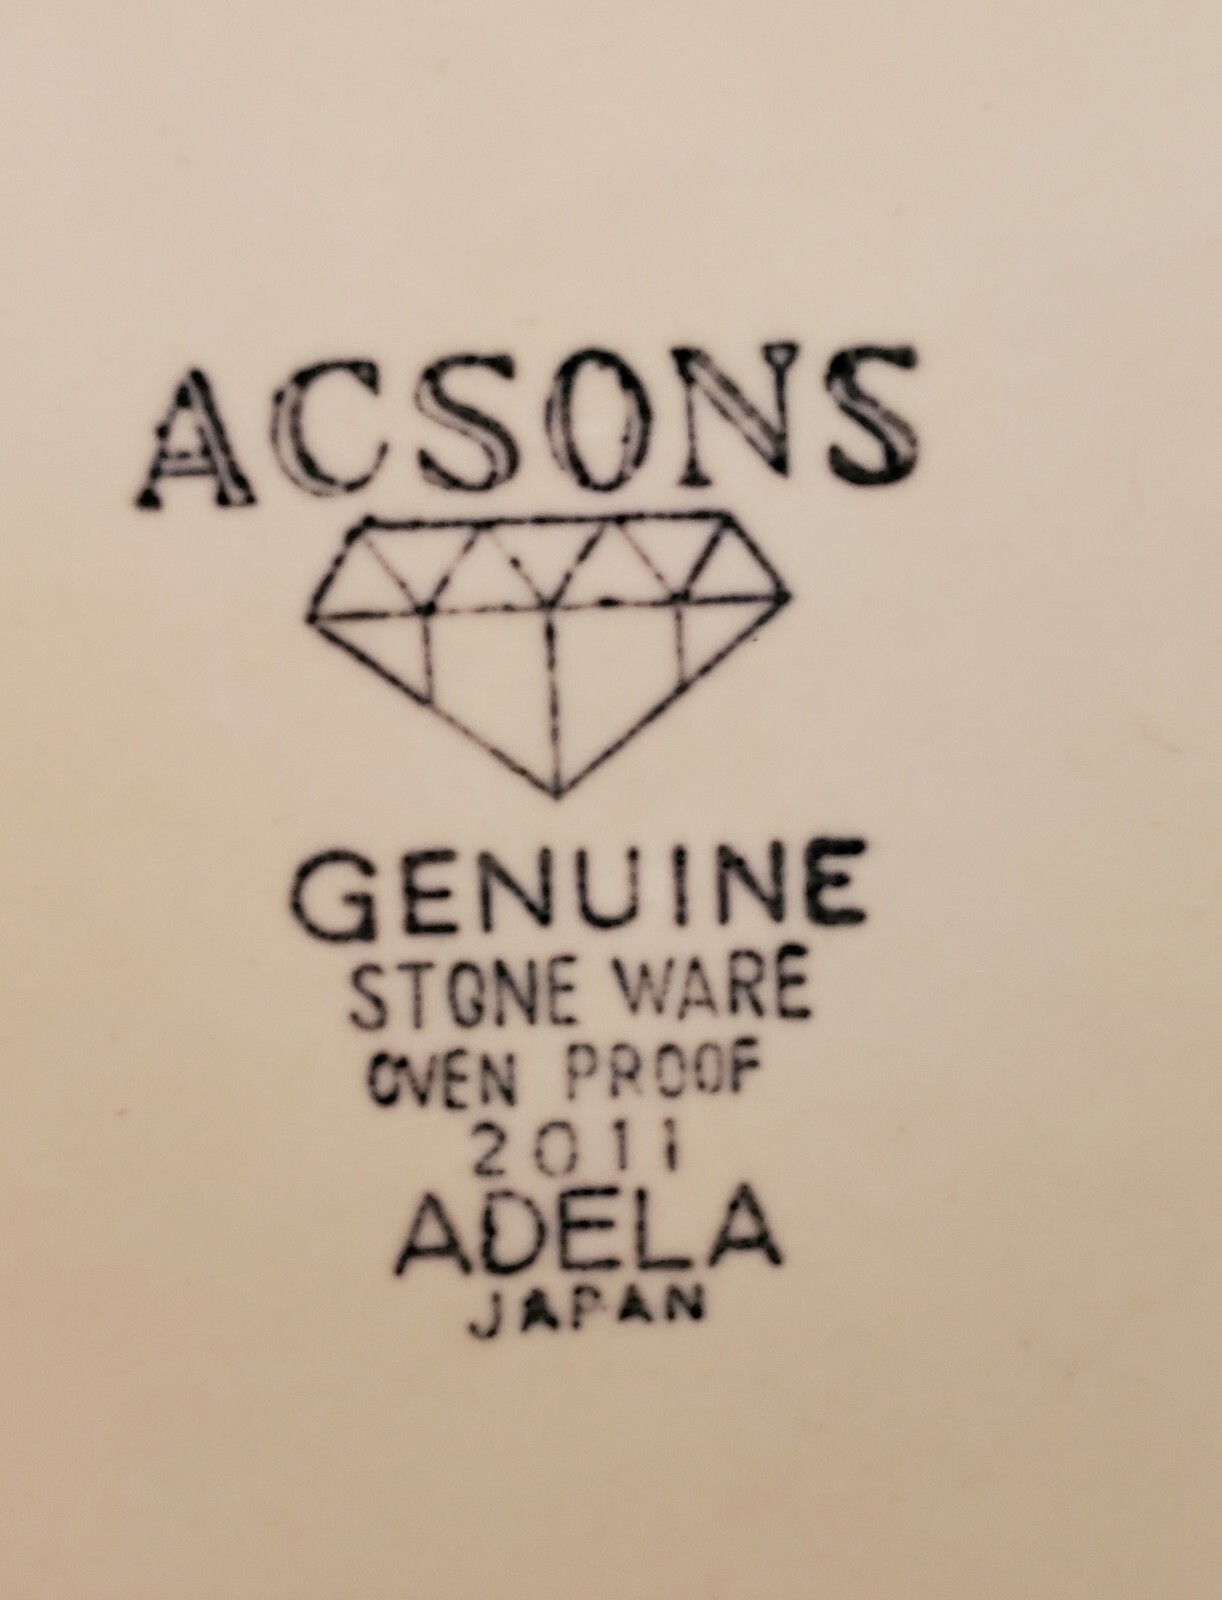 ACSONS
GENUINE
STONE WARE
OVEN PROOF
2011
ADELA
JAPAN